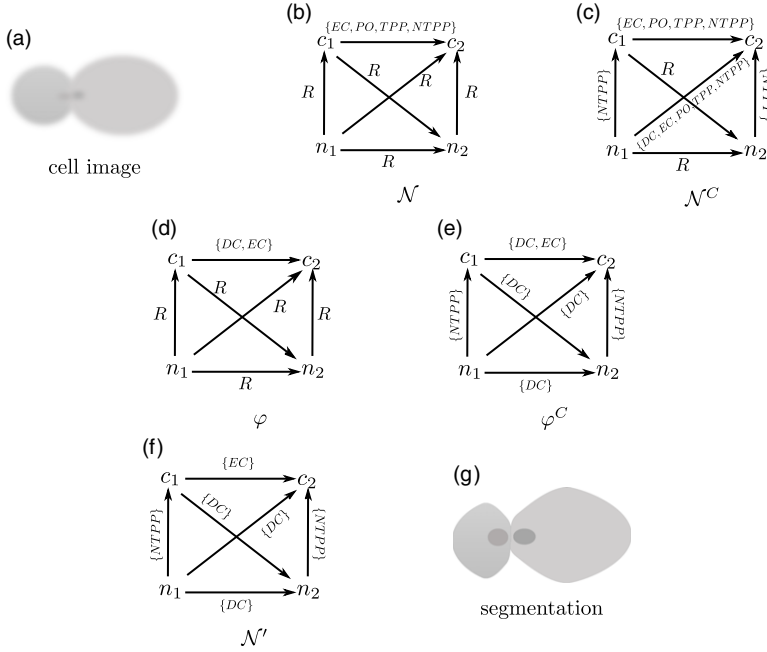 (a)
cell image
(b)
{EC, PO, TPP, NTPP}
c₁ c₂
R R
R R
n₁ n₂
R
𝒩
(c)
{EC, PO, TPP, NTPP}
c₁ c₂
R
{NTPP}
{DC, EC, PO, TPP, NTPP}
n₁ n₂
R
𝒩ᶜ
(d)
{DC, EC}
c₁ c₂
R R
R R
n₁ n₂
R
φ
(e)
{DC, EC}
c₁ c₂
{DC}
{DC}
{NTPP}
{NTPP}
n₁ n₂
{DC}
φᶜ
(f)
{EC}
c₁ c₂
{DC}
{DC}
{NTPP}
{NTPP}
n₁ n₂
{DC}
𝒩′
(g)
segmentation